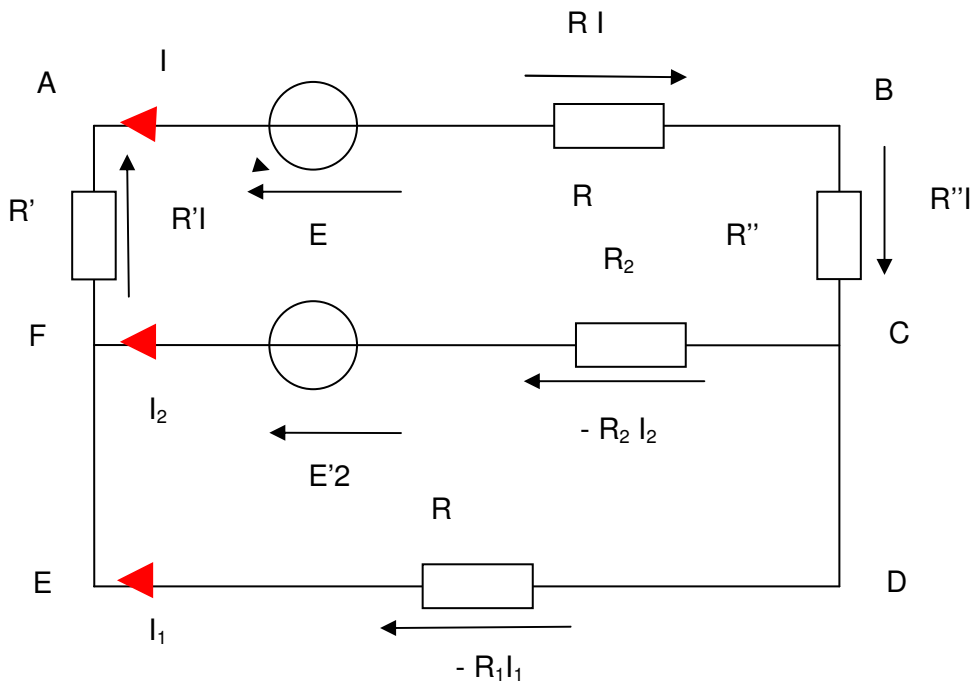 R I
I
A
B
R'
R'I
E
R
R''
R''I
R₂
F
C
I₂
- R₂ I₂
E'2
R
E
D
I₁
- R₁I₁